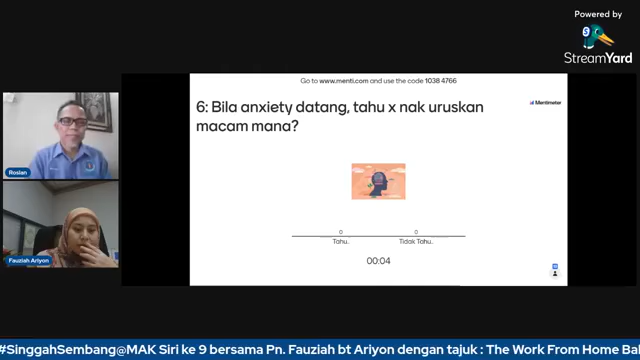 Powered by
StreamYard
Go to www.menti.com and use the code 1038 4766
Mentimeter
6: Bila anxiety datang, tahu x nak uruskan
macam mana?
0
0
Tahu.
Tidak Tahu.
00:04
Roslan
Fauziah Ariyon
#SinggahSembang@MAK Siri ke 9 bersama Pn. Fauziah bt Ariyon dengan tajuk : The Work From Home Bal